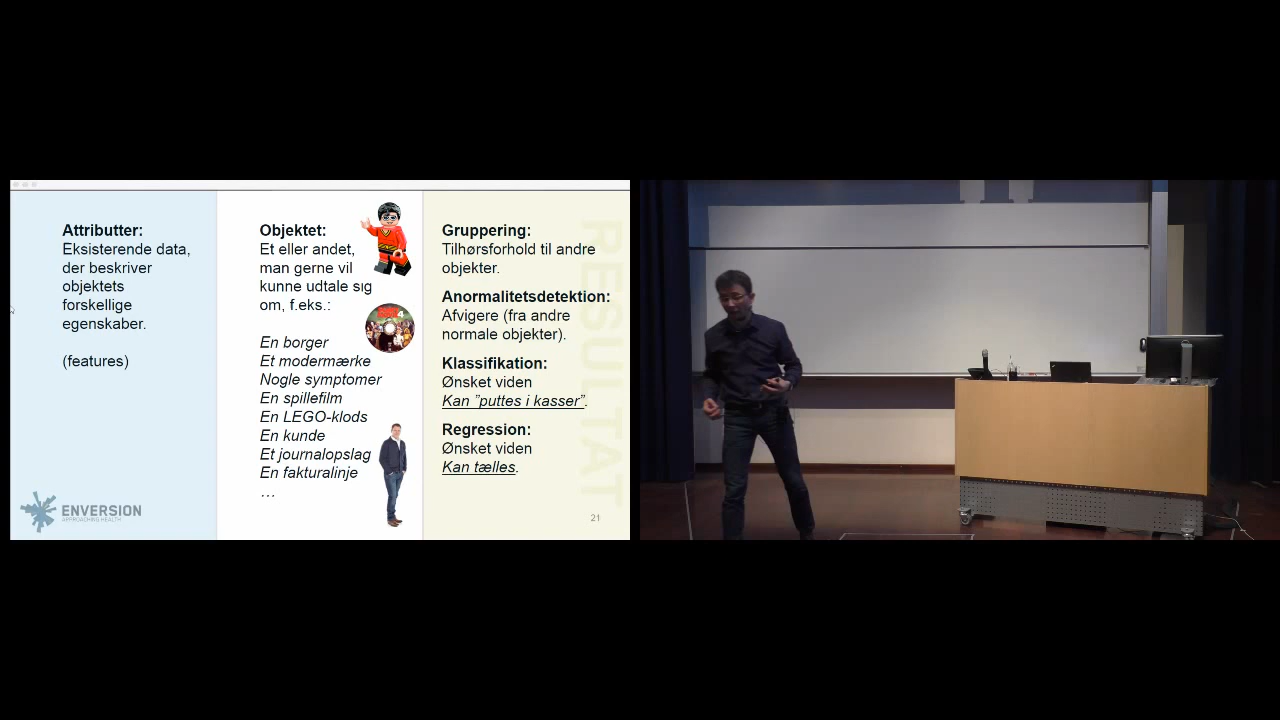 Attributter:
Eksisterende data,
der beskriver
objektets
forskellige
egenskaber.
(features)
ENVERSION
APPROACHING HEALTH
Objektet:
Et eller andet,
man gerne vil
kunne udtale sig
om, f.eks.:
En borger
Et modermærke
Nogle symptomer
En spillefilm
En LEGO-klods
En kunde
Et journalopslag
En fakturalinje
…
4
Gruppering:
Tilhørsforhold til andre
objekter.
Anormalitetsdetektion:
Afvigere (fra andre
normale objekter).
Klassifikation:
Ønsket viden
Kan ”puttes i kasser”.
Regression:
Ønsket viden
Kan tælles.
RESULTAT
21